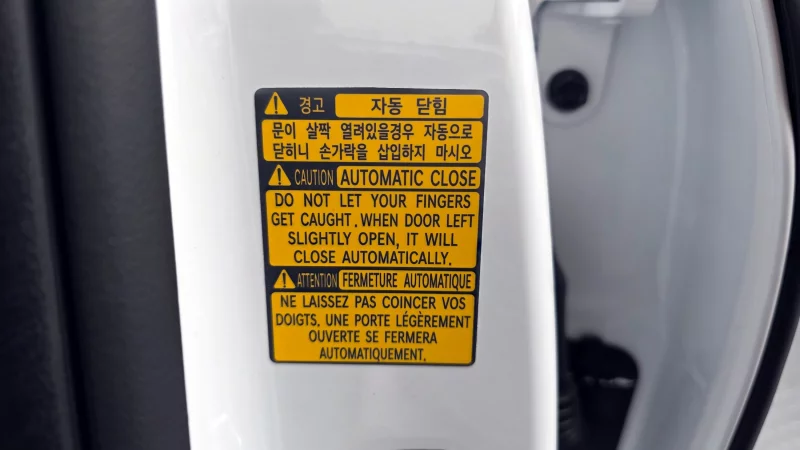 경고 자동 닫힘
문이 살짝 열려있을경우 자동으로
닫히니 손가락을 삽입하지 마시오
CAUTION AUTOMATIC CLOSE
DO NOT LET YOUR FINGERS
GET CAUGHT. WHEN DOOR LEFT
SLIGHTLY OPEN, IT WILL
CLOSE AUTOMATICALLY.
ATTENTION FERMETURE AUTOMATIQUE
NE LAISSEZ PAS COINCER VOS
DOIGTS. UNE PORTE LÉGÈREMENT
OUVERTE SE FERMERA
AUTOMATIQUEMENT.